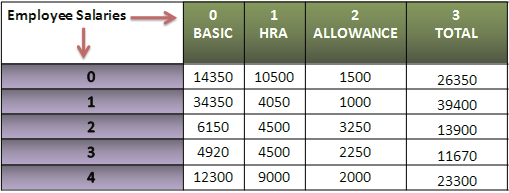 Employee Salaries 0 1 2 3
BASIC HRA ALLOWANCE TOTAL
0 14350 10500 1500 26350
1 34350 4050 1000 39400
2 6150 4500 3250 13900
3 4920 4500 2250 11670
4 12300 9000 2000 23300